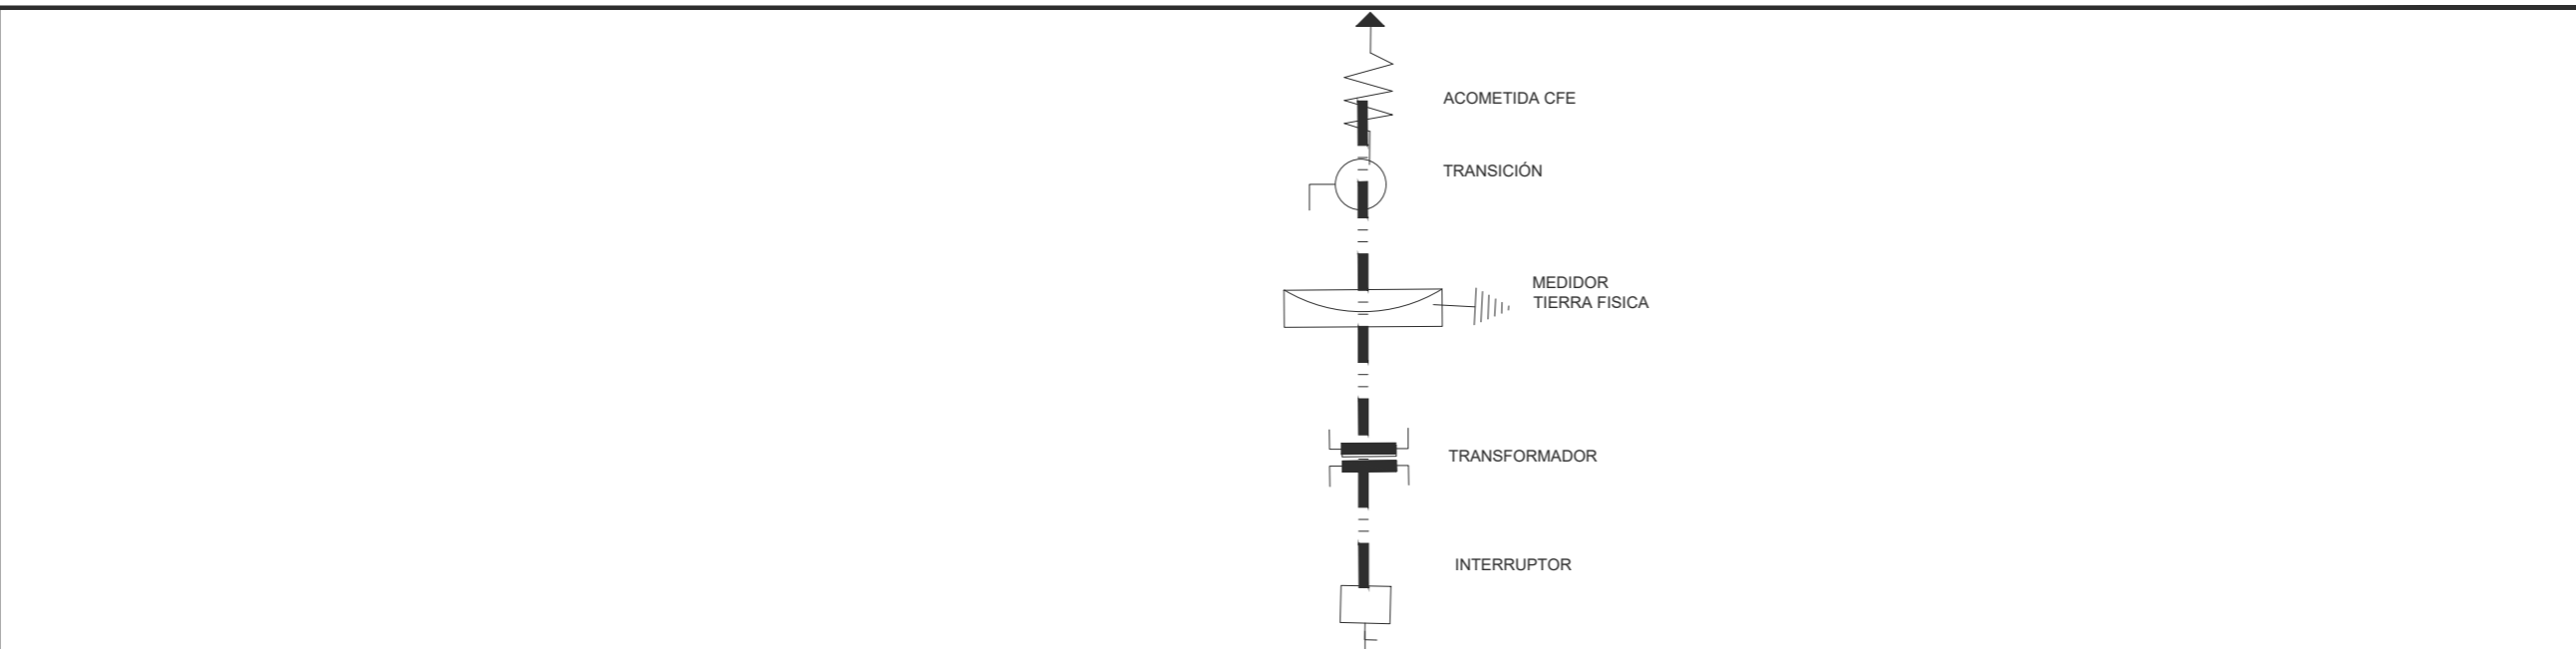 ACOMETIDA CFE
TRANSICIÓN
MEDIDOR
TIERRA FISICA
TRANSFORMADOR
INTERRUPTOR